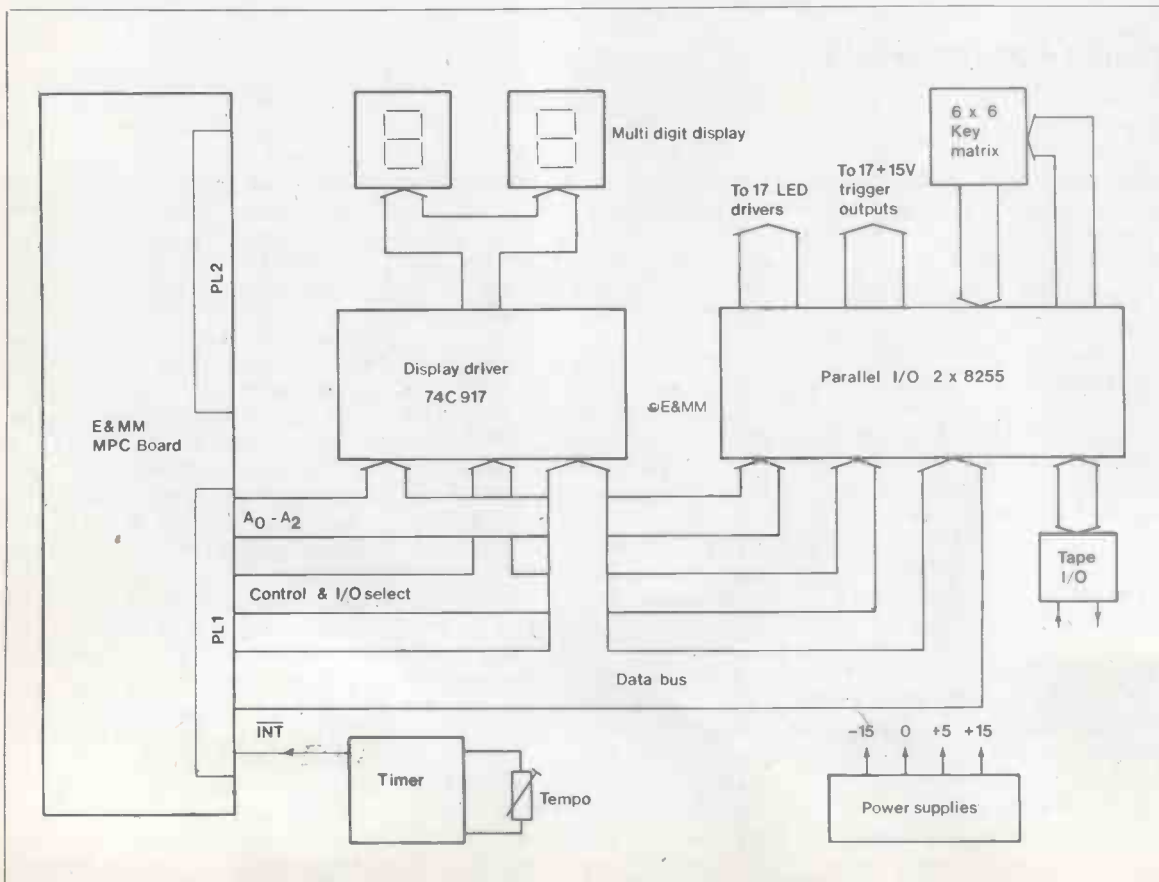 Multi digit display
6 x 6
Key
matrix
To 17 LED
drivers
To 17 + 15V
trigger
outputs
PL2
Display driver
74C917
Parallel I/O 2 x 8255
©E&MM
E&MM
MPC Board
A0 - A2
Control & I/O select
PL1
Tape
I/O
Data bus
INT
Timer
Tempo
-15 0 +5 +15
Power supplies